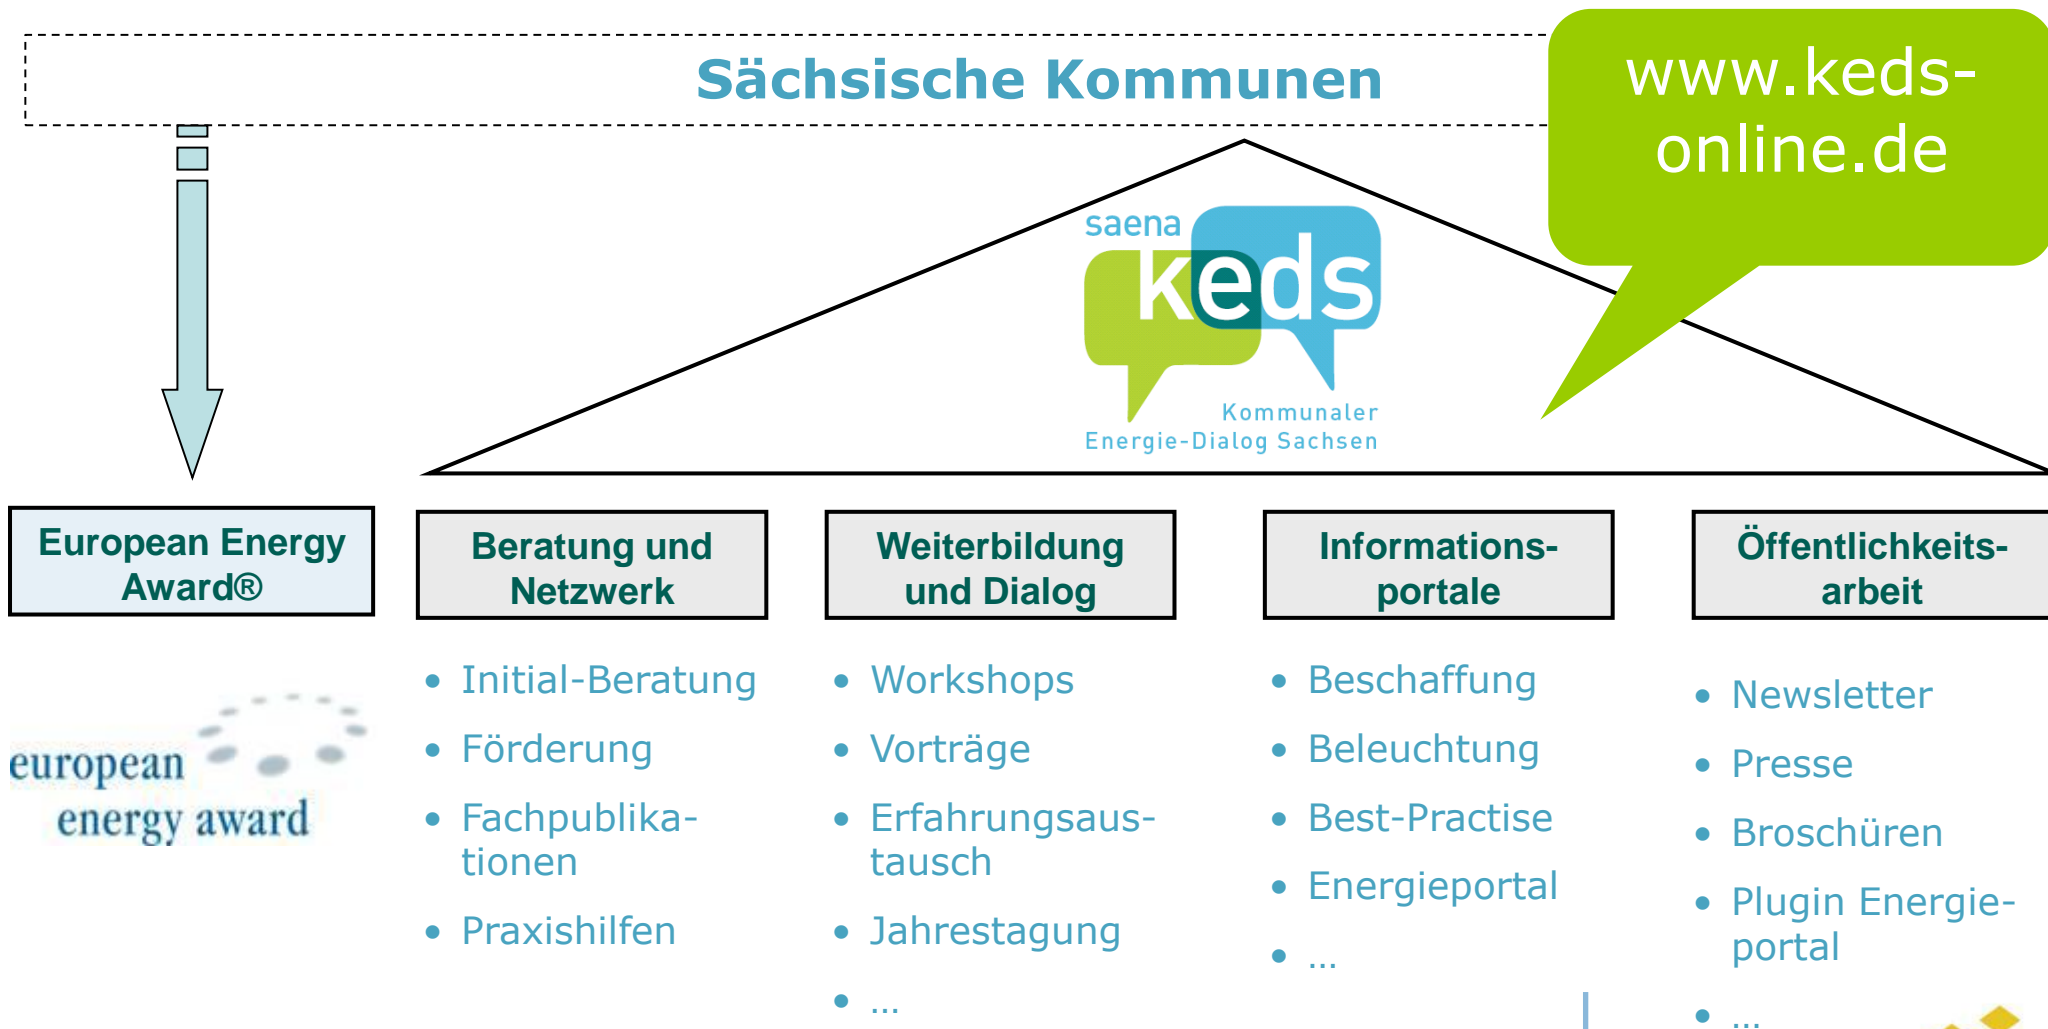 Sächsische Kommunen
www.keds-
online.de
saena
keds
Kommunaler
Energie-Dialog Sachsen
European Energy
Award®
european
energy award
Beratung und
Netzwerk
• Initial-Beratung
• Förderung
• Fachpublika-
tionen
• Praxishilfen
Weiterbildung
und Dialog
• Workshops
• Vorträge
• Erfahrungsaus-
tausch
• Jahrestagung
• ...
Informations-
portale
• Beschaffung
• Beleuchtung
• Best-Practise
• Energieportal
• ...
Öffentlichkeits-
arbeit
• Newsletter
• Presse
• Broschüren
• Plugin Energie-
portal
• ...